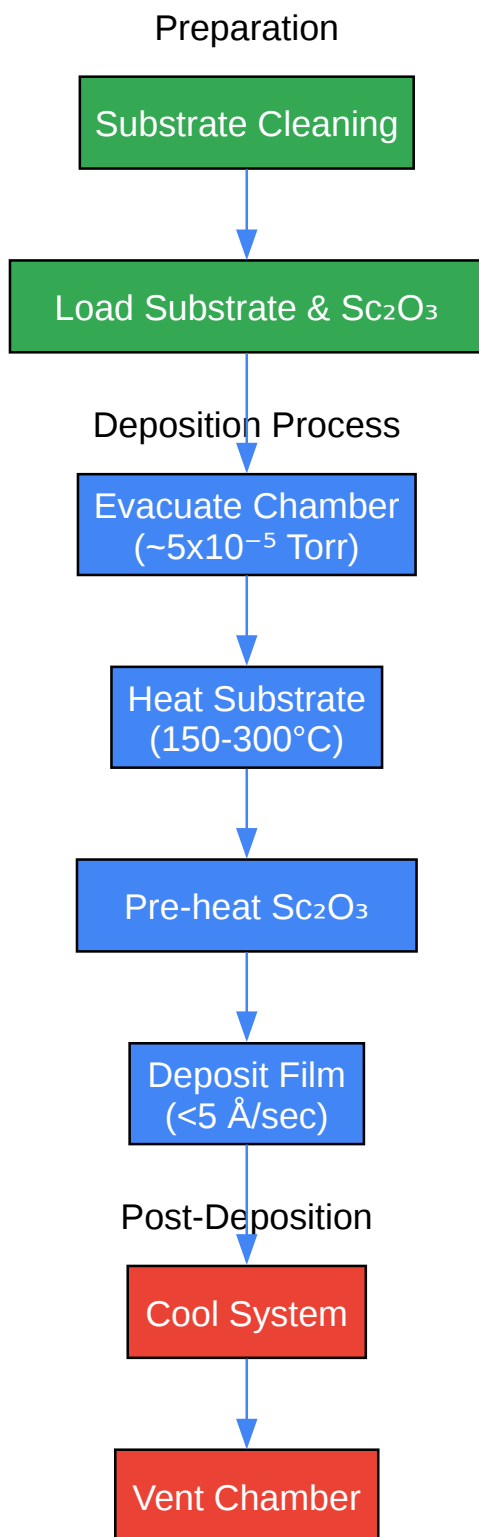 Preparation
Substrate Cleaning
Load Substrate & Sc₂O₃
Deposition Process
Evacuate Chamber
(~5x10⁻⁵ Torr)
Heat Substrate
(150-300°C)
Pre-heat Sc₂O₃
Deposit Film
(<5 Å/sec)
Post-Deposition
Cool System
Vent Chamber